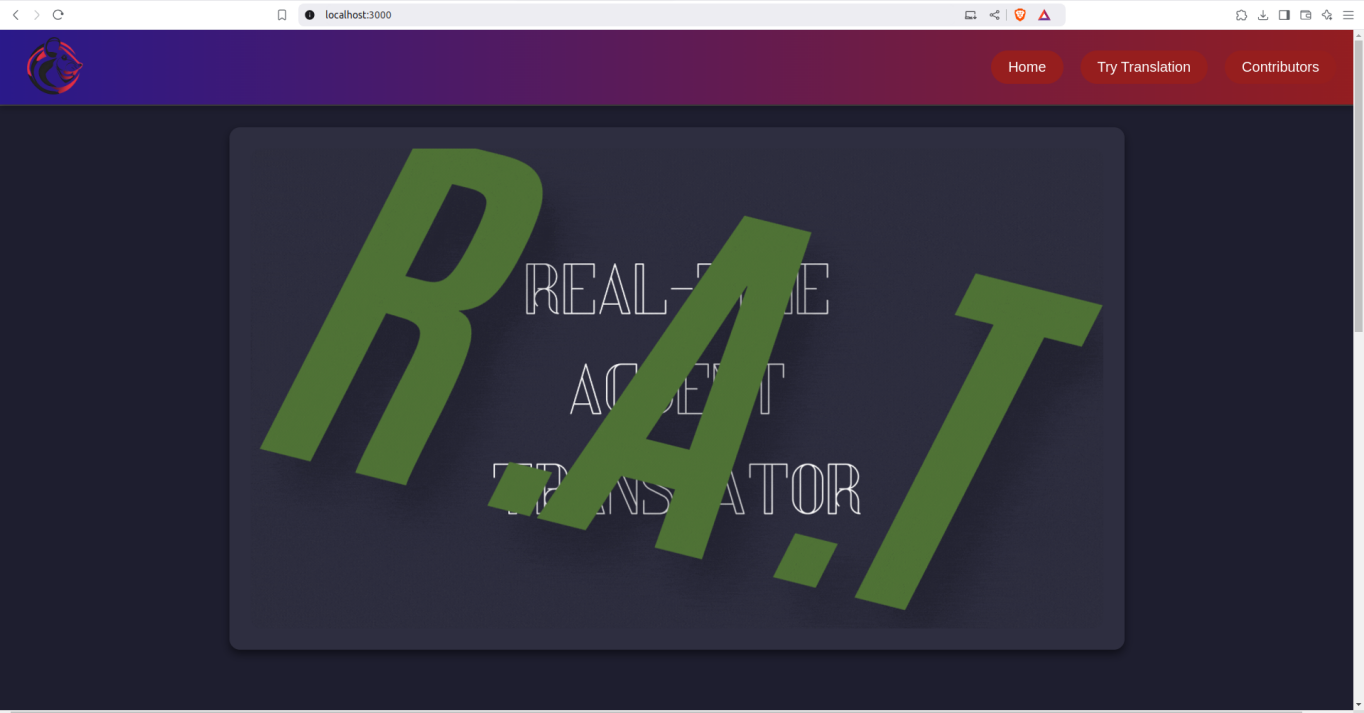 localhost:3000
Home
Try Translation
Contributors
R.A.T
REAL-TIME
ACCENT
TRANSLATOR